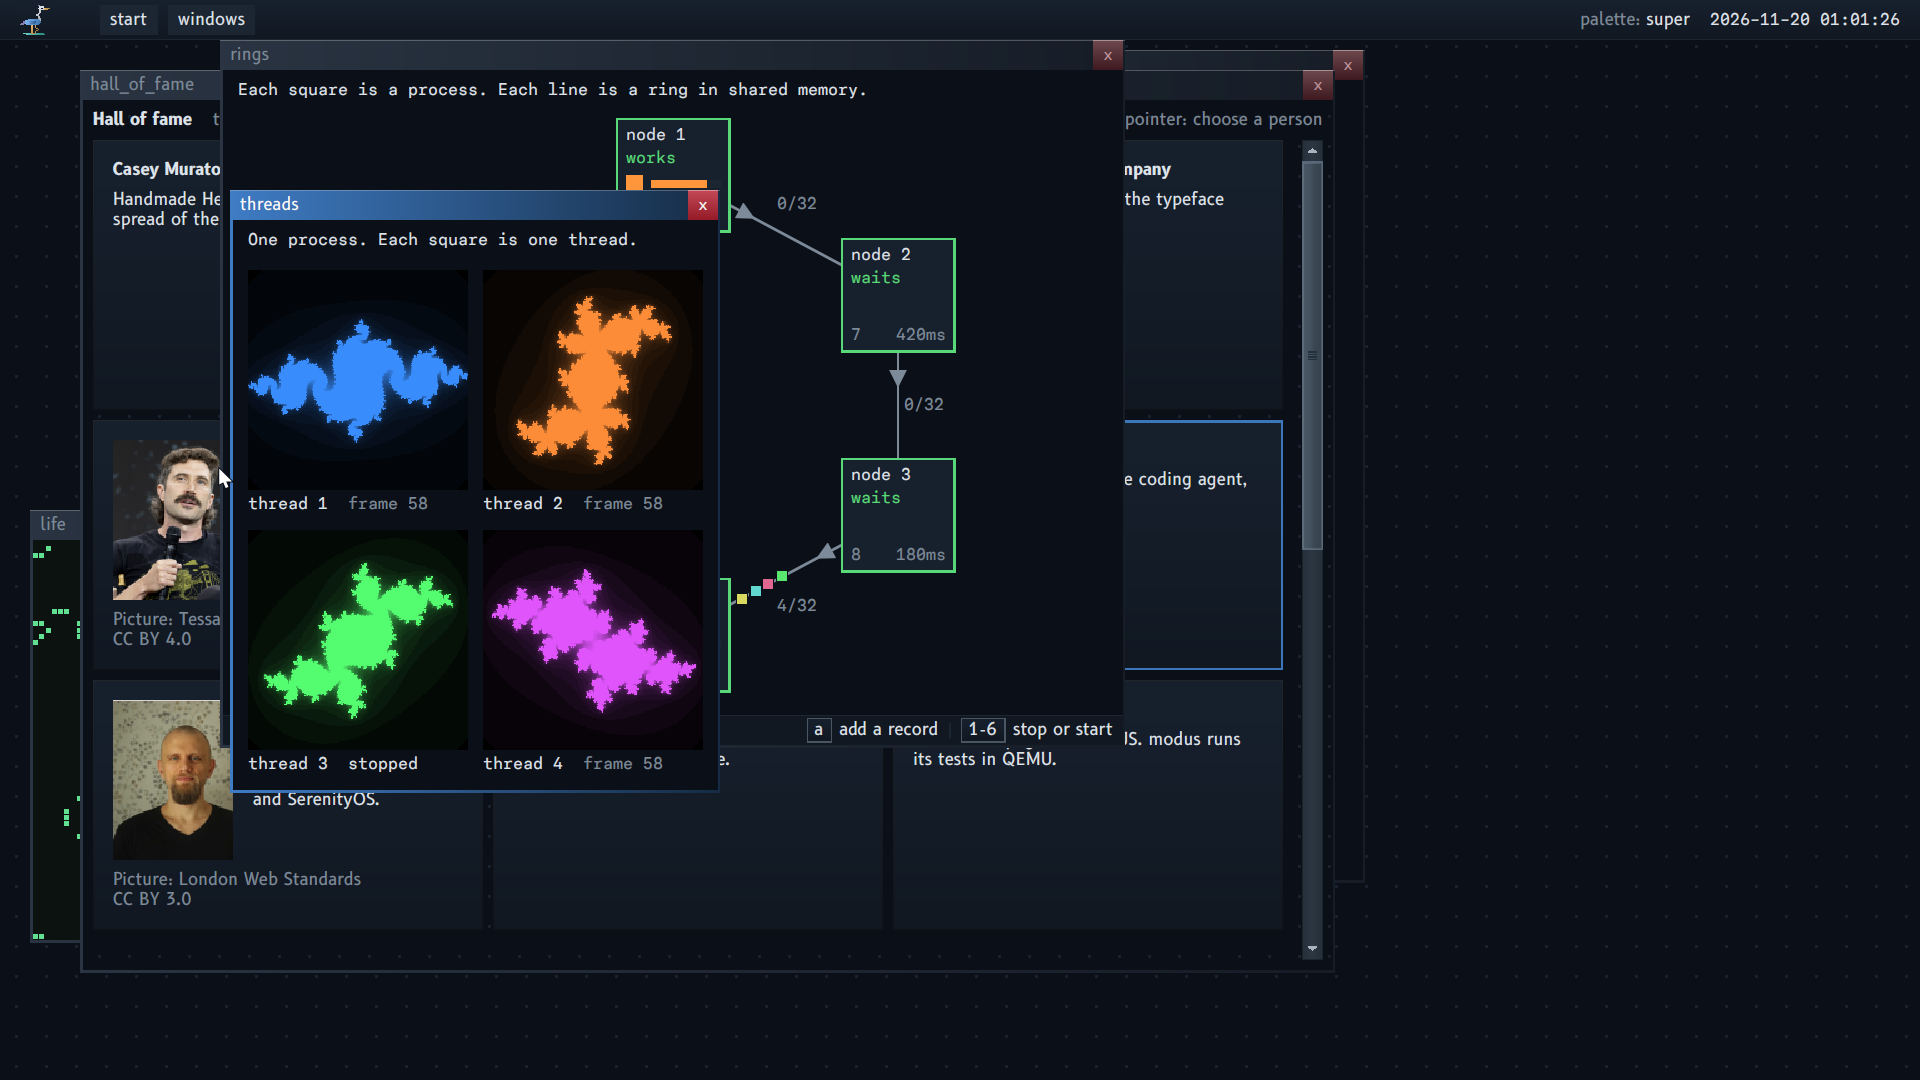 start
windows
palette: super
2026-11-20 01:01:26
rings
x
x
x
hall_of_fame
Each square is a process. Each line is a ring in shared memory.
Hall of fame
pointer: choose a person
Casey
Handmade
spread of the
the typeface
node 1
works
0/32
threads
x
One process. Each square is one thread.
node 2
waits
7 420ms
0/32
node 3
waits
8 180ms
4/32
thread 1 frame 58
thread 2 frame 58
thread 3 stopped
thread 4 frame 58
coding agent,
life
Picture: Tessa
CC BY 4.0
a add a record
1-6 stop or start
JS. modus runs
its tests in QEMU.
and SerenityOS.
Picture: London Web Standards
CC BY 3.0